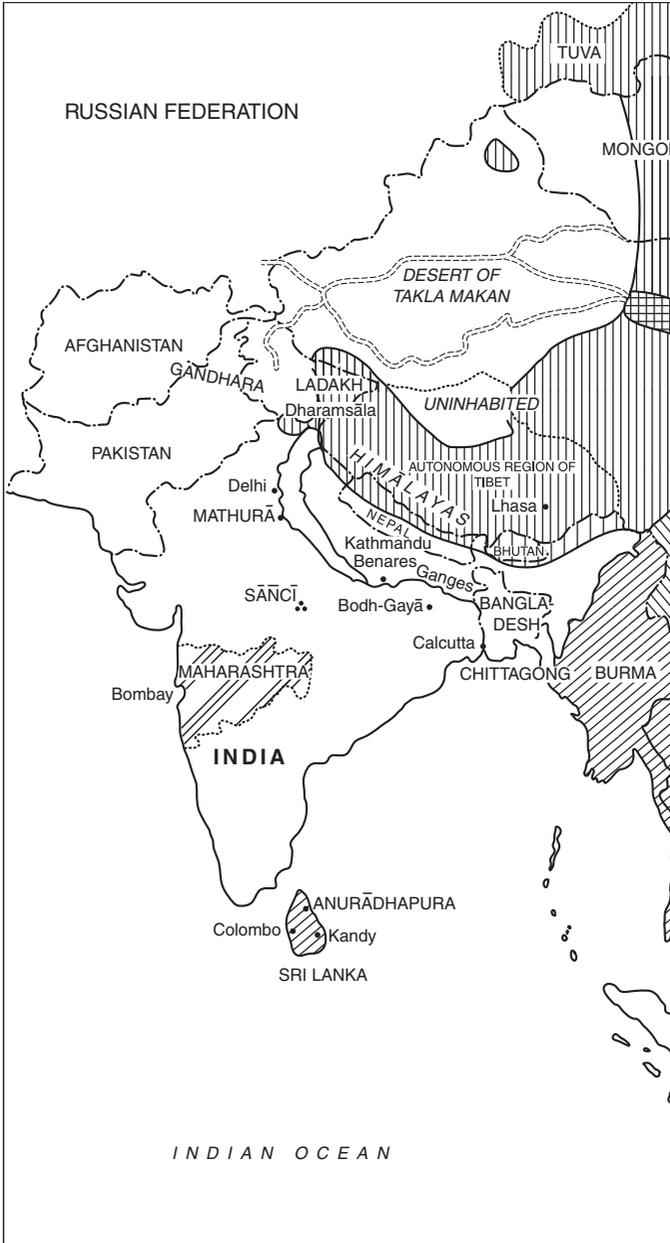 TUVA
RUSSIAN FEDERATION
MONGO
DESERT OF
TAKLA MAKAN
AFGHANISTAN
GANDHARA
LADAKH
Dharamsāla
UNINHABITED
PAKISTAN
HIMĀLAYAS
AUTONOMOUS REGION OF
TIBET
Delhi
Lhasa
MATHURĀ
NEPAL
Kathmandu
BHUTAN
Benares
Ganges
SĀÑCĪ
Bodh-Gayā
BANGLA-
DESH
Calcutta
MAHARASHTRA
CHITTAGONG
BURMA
Bombay
INDIA
ANURĀDHAPURA
Colombo
Kandy
SRI LANKA
INDIAN OCEAN